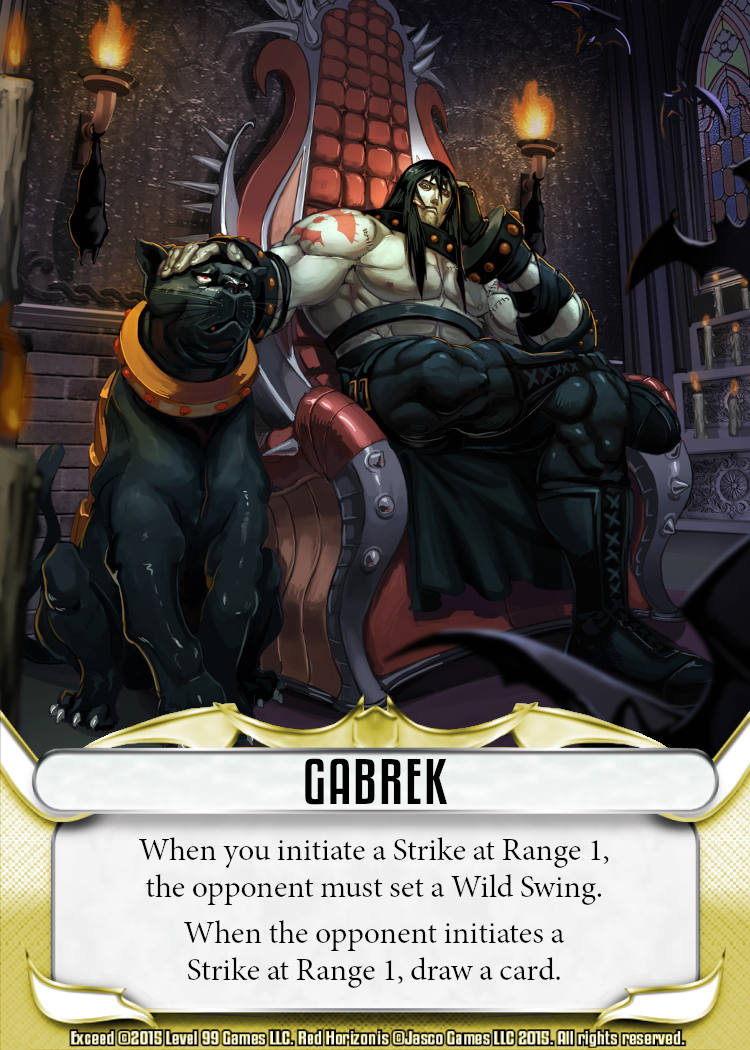 GABREK
When you initiate a Strike at Range 1,
the opponent must set a Wild Swing.
When the opponent initiates a
Strike at Range 1, draw a card.
Exceed ©2015 Level 99 Games LLC, Red Horizon is ©Jasco Games LLC 2015. All rights reserved.